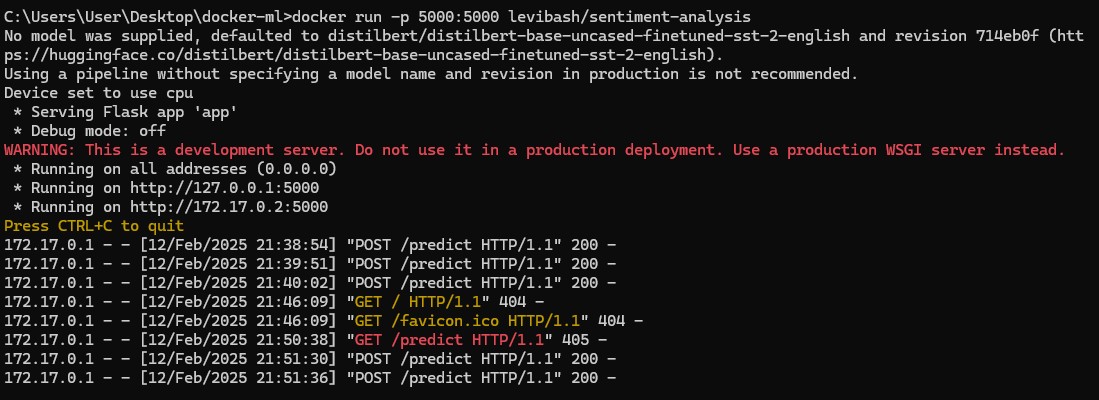 C:\Users\User\Desktop\docker-ml>docker run -p 5000:5000 levibash/sentiment-analysis
No model was supplied, defaulted to distilbert/distilbert-base-uncased-finetuned-sst-2-english and revision 714eb0f (htt
ps://huggingface.co/distilbert/distilbert-base-uncased-finetuned-sst-2-english).
Using a pipeline without specifying a model name and revision in production is not recommended.
Device set to use cpu
 * Serving Flask app 'app'
 * Debug mode: off
WARNING: This is a development server. Do not use it in a production deployment. Use a production WSGI server instead.
 * Running on all addresses (0.0.0.0)
 * Running on http://127.0.0.1:5000
 * Running on http://172.17.0.2:5000
Press CTRL+C to quit
172.17.0.1 - - [12/Feb/2025 21:38:54] "POST /predict HTTP/1.1" 200 -
172.17.0.1 - - [12/Feb/2025 21:39:51] "POST /predict HTTP/1.1" 200 -
172.17.0.1 - - [12/Feb/2025 21:40:02] "POST /predict HTTP/1.1" 200 -
172.17.0.1 - - [12/Feb/2025 21:46:09] "GET / HTTP/1.1" 404 -
172.17.0.1 - - [12/Feb/2025 21:46:09] "GET /favicon.ico HTTP/1.1" 404 -
172.17.0.1 - - [12/Feb/2025 21:50:38] "GET /predict HTTP/1.1" 405 -
172.17.0.1 - - [12/Feb/2025 21:51:30] "POST /predict HTTP/1.1" 200 -
172.17.0.1 - - [12/Feb/2025 21:51:36] "POST /predict HTTP/1.1" 200 -